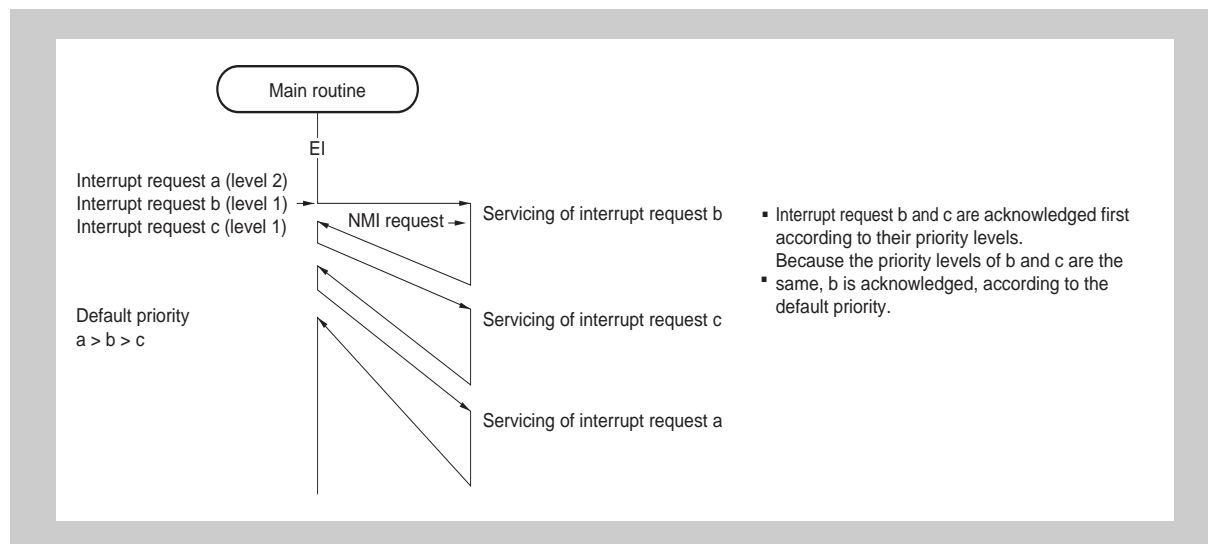 Main routine
EI
Interrupt request a (level 2)
Interrupt request b (level 1)
Interrupt request c (level 1)
NMI request
Servicing of interrupt request b
▪ Interrupt request b and c are acknowledged first
according to their priority levels.
Because the priority levels of b and c are the
▪ same, b is acknowledged, according to the
default priority.
Default priority
a > b > c
Servicing of interrupt request c
Servicing of interrupt request a